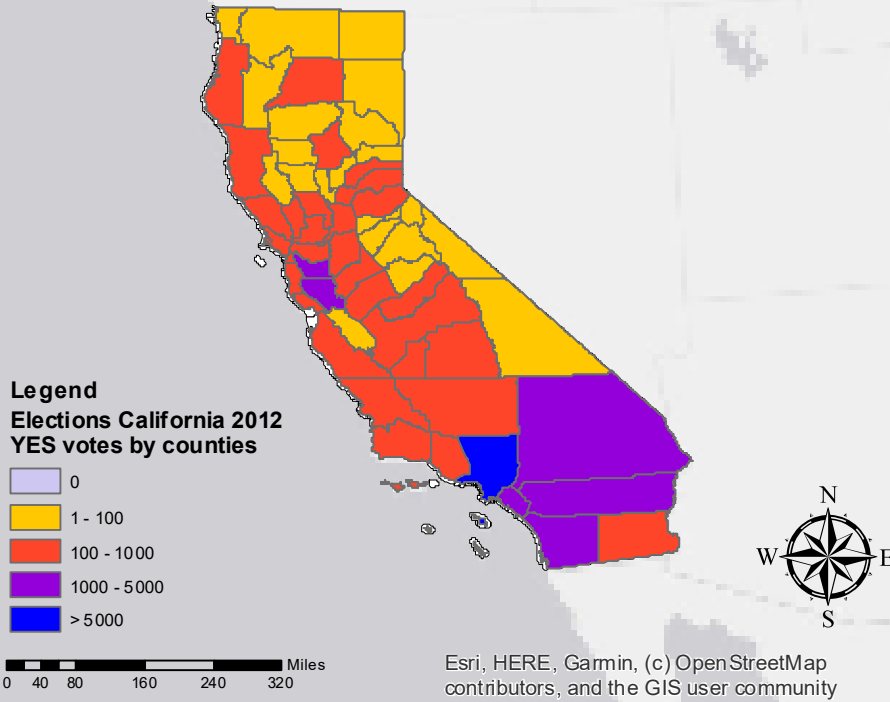 Legend
Elections California 2012
YES votes by counties
0
1 - 100
100 - 1000
1000 - 5000
> 5000
N
W E
S
Miles
0 40 80 160 240 320
Esri, HERE, Garmin, (c) OpenStreetMap
contributors, and the GIS user community